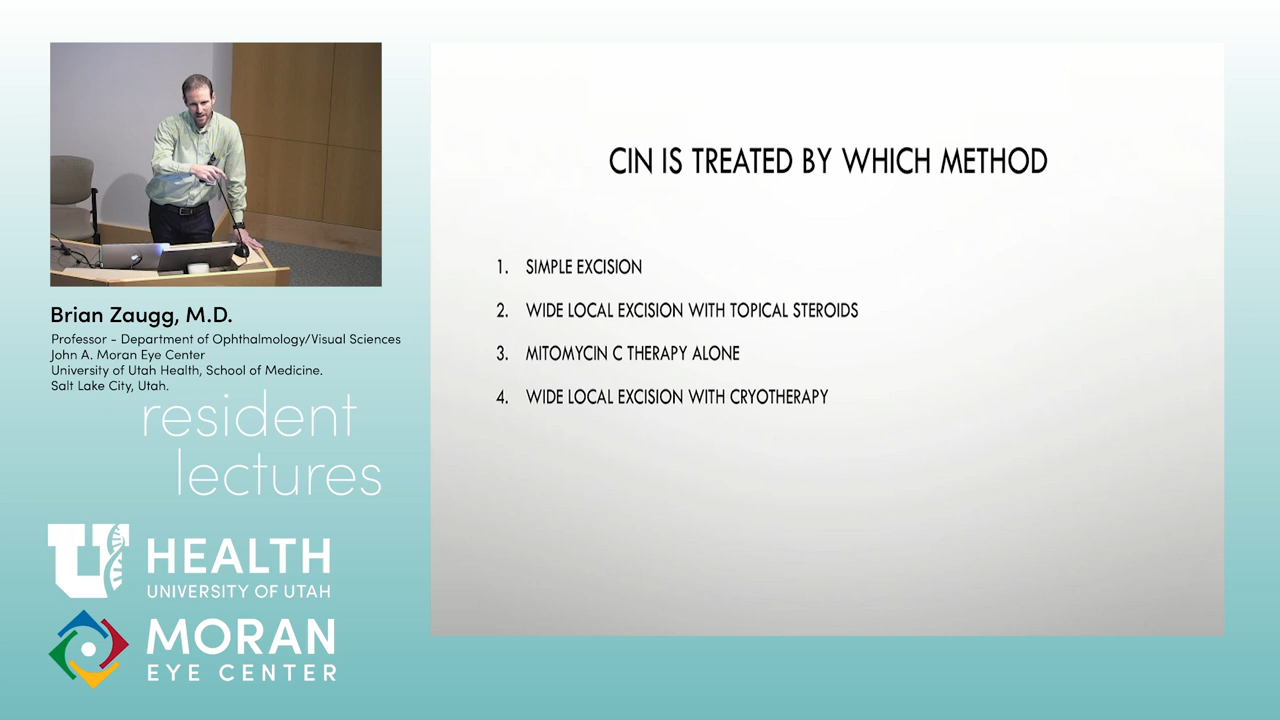 CIN IS TREATED BY WHICH METHOD
1. SIMPLE EXCISION
2. WIDE LOCAL EXCISION WITH TOPICAL STEROIDS
3. MITOMYCIN C THERAPY ALONE
4. WIDE LOCAL EXCISION WITH CRYOTHERAPY
Brian Zaugg, M.D.
Professor - Department of Ophthalmology/Visual Sciences
John A. Moran Eye Center
University of Utah Health, School of Medicine.
Salt Lake City, Utah.
resident
lectures
U HEALTH
UNIVERSITY OF UTAH
MORAN
EYE CENTER